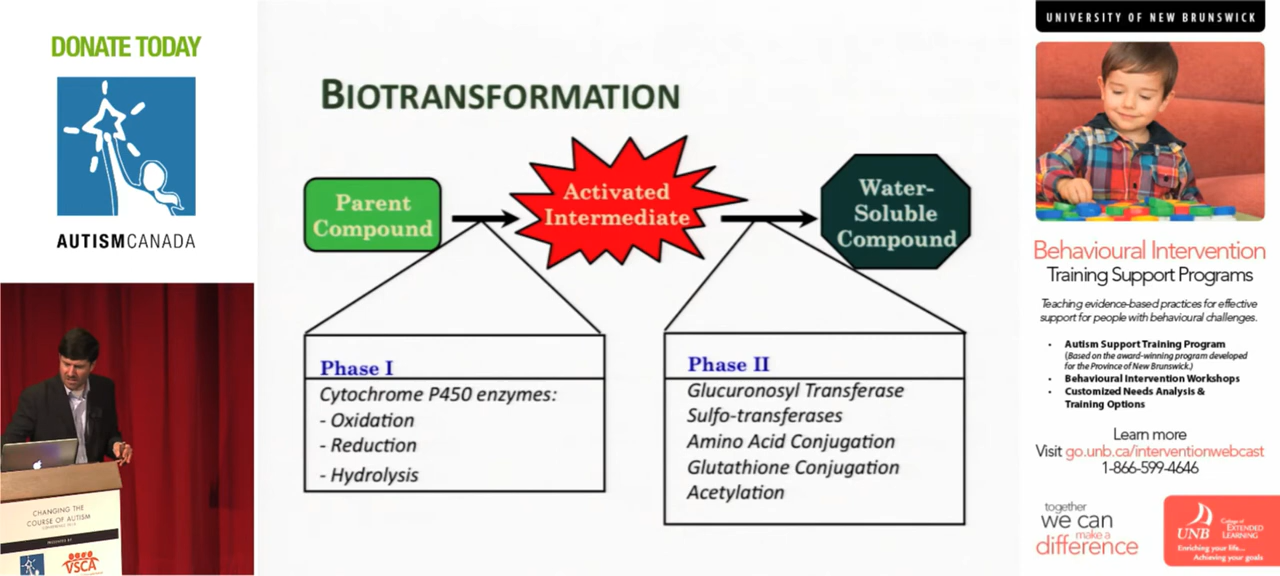 DONATE TODAY
AUTISMCANADA
CHANGING THE
COURSE OF AUTISM
PRESENTED BY
VSCA
BIOTRANSFORMATION
Parent
Compound
Activated
Intermediate
Water-
Soluble
Compound
Phase I
Cytochrome P450 enzymes:
- Oxidation
- Reduction
- Hydrolysis
Phase II
Glucuronosyl Transferase
Sulfo-transferases
Amino Acid Conjugation
Glutathione Conjugation
Acetylation
UNIVERSITY OF NEW BRUNSWICK
Behavioural Intervention
Training Support Programs
Teaching evidence-based practices for effective
support for people with behavioural challenges.
• Autism Support Training Program
(Based on the award-winning program developed
for the Province of New Brunswick.)
• Behavioural Intervention Workshops
• Customized Needs Analysis &
Training Options
Learn more
Visit go.unb.ca/interventionwebcast
1-866-599-4646
together
we can
make a
difference
UNB
College of
EXTENDED
LEARNING
Enriching your life...
Achieving your goals